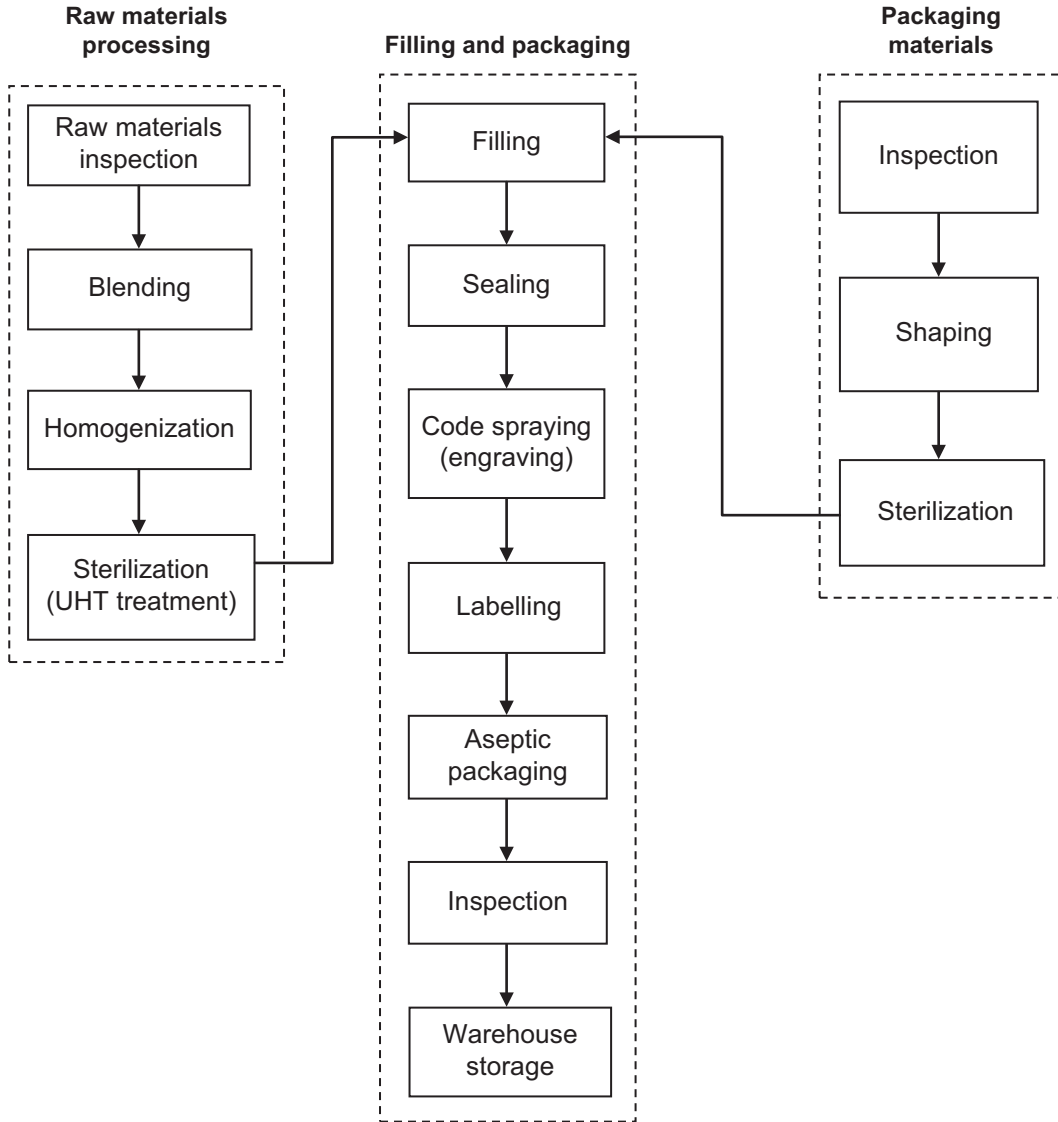 Raw materials
processing
Raw materials
inspection
Blending
Homogenization
Sterilization
(UHT treatment)
Filling and packaging
Filling
Sealing
Code spraying
(engraving)
Labelling
Aseptic
packaging
Inspection
Warehouse
storage
Packaging
materials
Inspection
Shaping
Sterilization